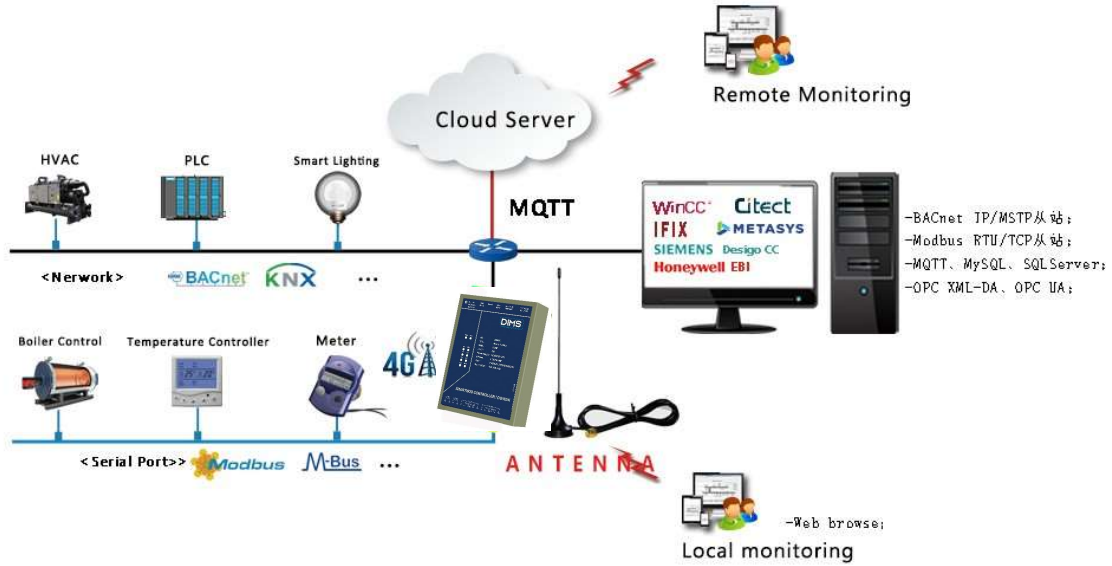 Cloud Server
Remote Monitoring
HVAC
PLC
Smart Lighting
MQTT
<Nerwork>
BACnet
KNX
...
WinCC
Citect
IFIX
METASYS
SIEMENS Desigo CC
Honeywell EBI
-BACnet IP/MSTP从站;
-Modbus RTU/TCP从站;
-MQTT、MySQL、SQLServer;
-OPC XML-DA、OPC UA;
Boiler Control
Temperature Controller
Meter
4G
DIMS
<Serial Port>>
Modbus
M-Bus
...
ANTENNA
-Web browse;
Local monitoring